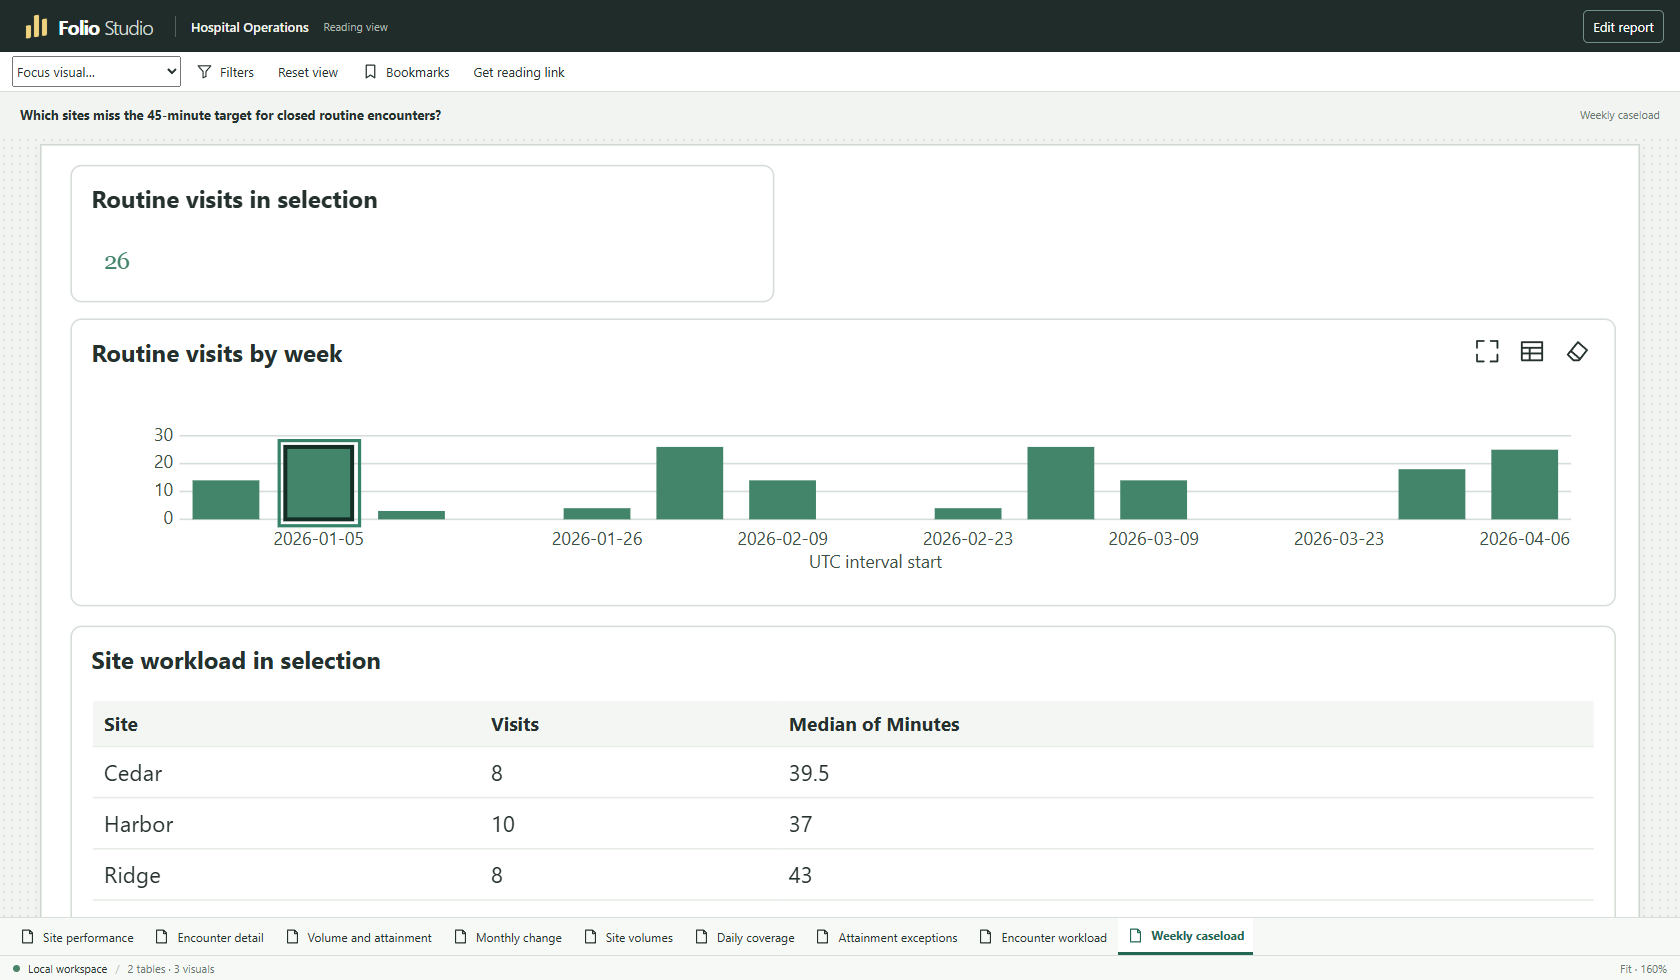 Folio Studio
Hospital Operations
Reading view
Edit report
Focus visual...
Filters
Reset view
Bookmarks
Get reading link
Which sites miss the 45-minute target for closed routine encounters?
Weekly caseload
Routine visits in selection
26
Routine visits by week
30
20
10
0
2026-01-05
2026-01-26
2026-02-09
2026-02-23
2026-03-09
2026-03-23
2026-04-06
UTC interval start
Site workload in selection
Site Visits Median of Minutes
Cedar 8 39.5
Harbor 10 37
Ridge 8 43
Site performance
Encounter detail
Volume and attainment
Monthly change
Site volumes
Daily coverage
Attainment exceptions
Encounter workload
Weekly caseload
Local workspace / 2 tables · 3 visuals
Fit · 160%